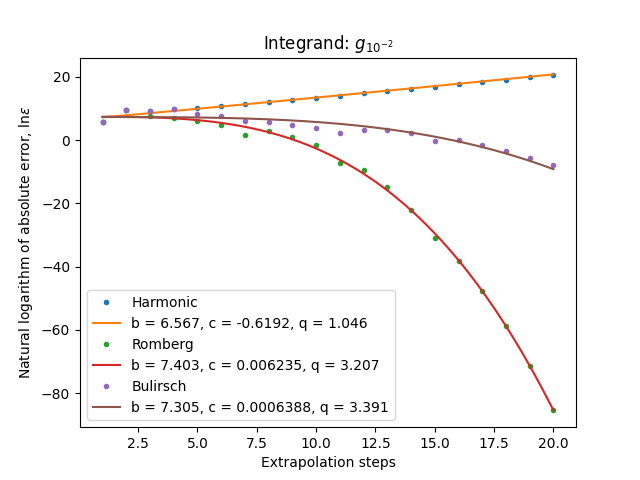 Integrand: g₁₀₋₂
Natural logarithm of absolute error, lnε
20
0
−20
−40
−60
−80
Harmonic
b = 6.567, c = -0.6192, q = 1.046
Romberg
b = 7.403, c = 0.006235, q = 3.207
Bulirsch
b = 7.305, c = 0.0006388, q = 3.391
2.5 5.0 7.5 10.0 12.5 15.0 17.5 20.0
Extrapolation steps